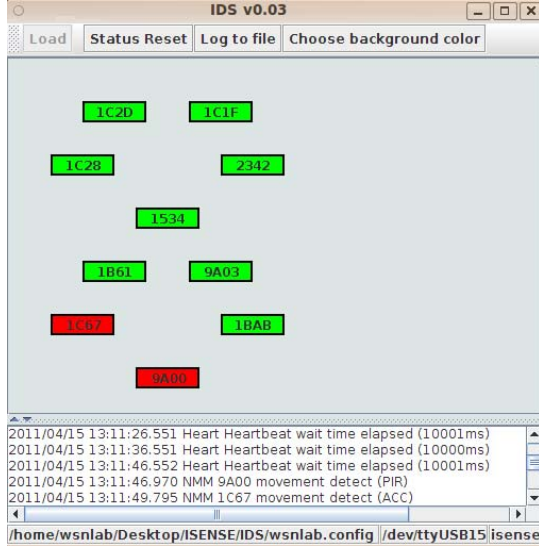 IDS v0.03
Load Status Reset Log to file Choose background color
1C2D 1C1F
1C28 2342
1534
1B61 9A03
1C67 1BAB
9A00
2011/04/15 13:11:26.551 Heart Heartbeat wait time elapsed (10001ms)
2011/04/15 13:11:36.551 Heart Heartbeat wait time elapsed (10000ms)
2011/04/15 13:11:46.552 Heart Heartbeat wait time elapsed (10001ms)
2011/04/15 13:11:46.970 NMM 9A00 movement detect (PIR)
2011/04/15 13:11:49.795 NMM 1C67 movement detect (ACC)
/home/wsnlab/Desktop/ISENSE/IDS/wsnlab.config /dev/ttyUSB15 isense